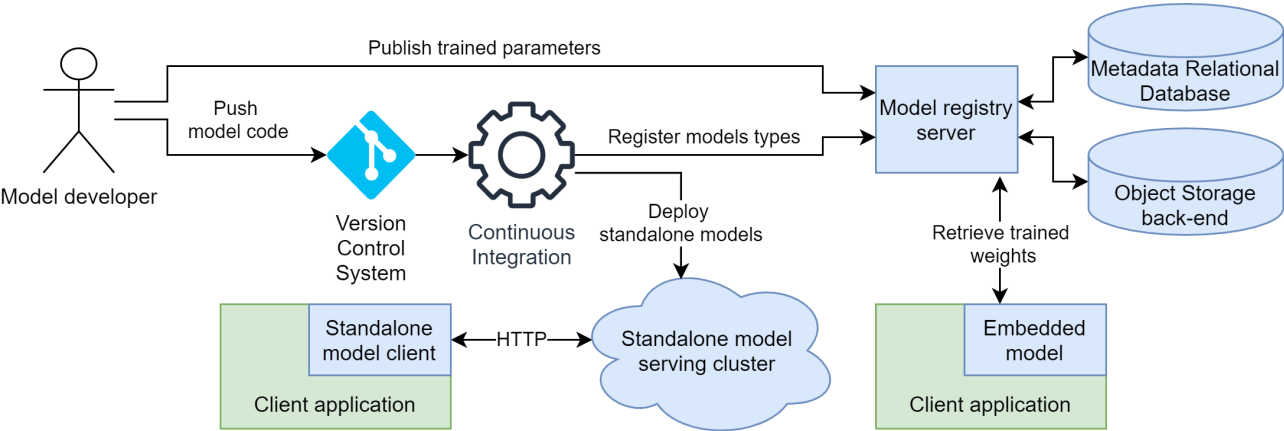 Publish trained parameters
Push
model code
Model developer
Version
Control
System
Continuous
Integration
Register models types
Deploy
standalone models
Model registry
server
Metadata Relational
Database
Object Storage
back-end
Retrieve trained
weights
Standalone
model client
Client application
HTTP
Standalone model
serving cluster
Embedded
model
Client application